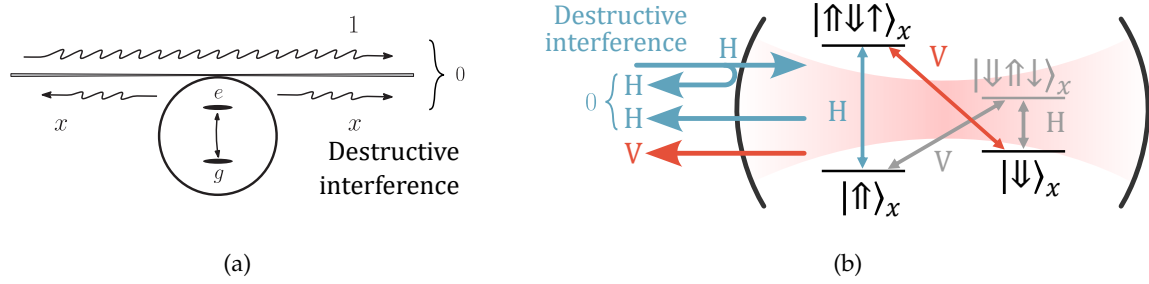 1
0
x
x
e
g
Destructive
interference
(a)
Destructive
interference
H
H
0
H
V
|⇑⇓↑⟩x
V
|⇓⇑↓⟩x
H
H
V
|⇑⟩x
|⇓⟩x
(b)